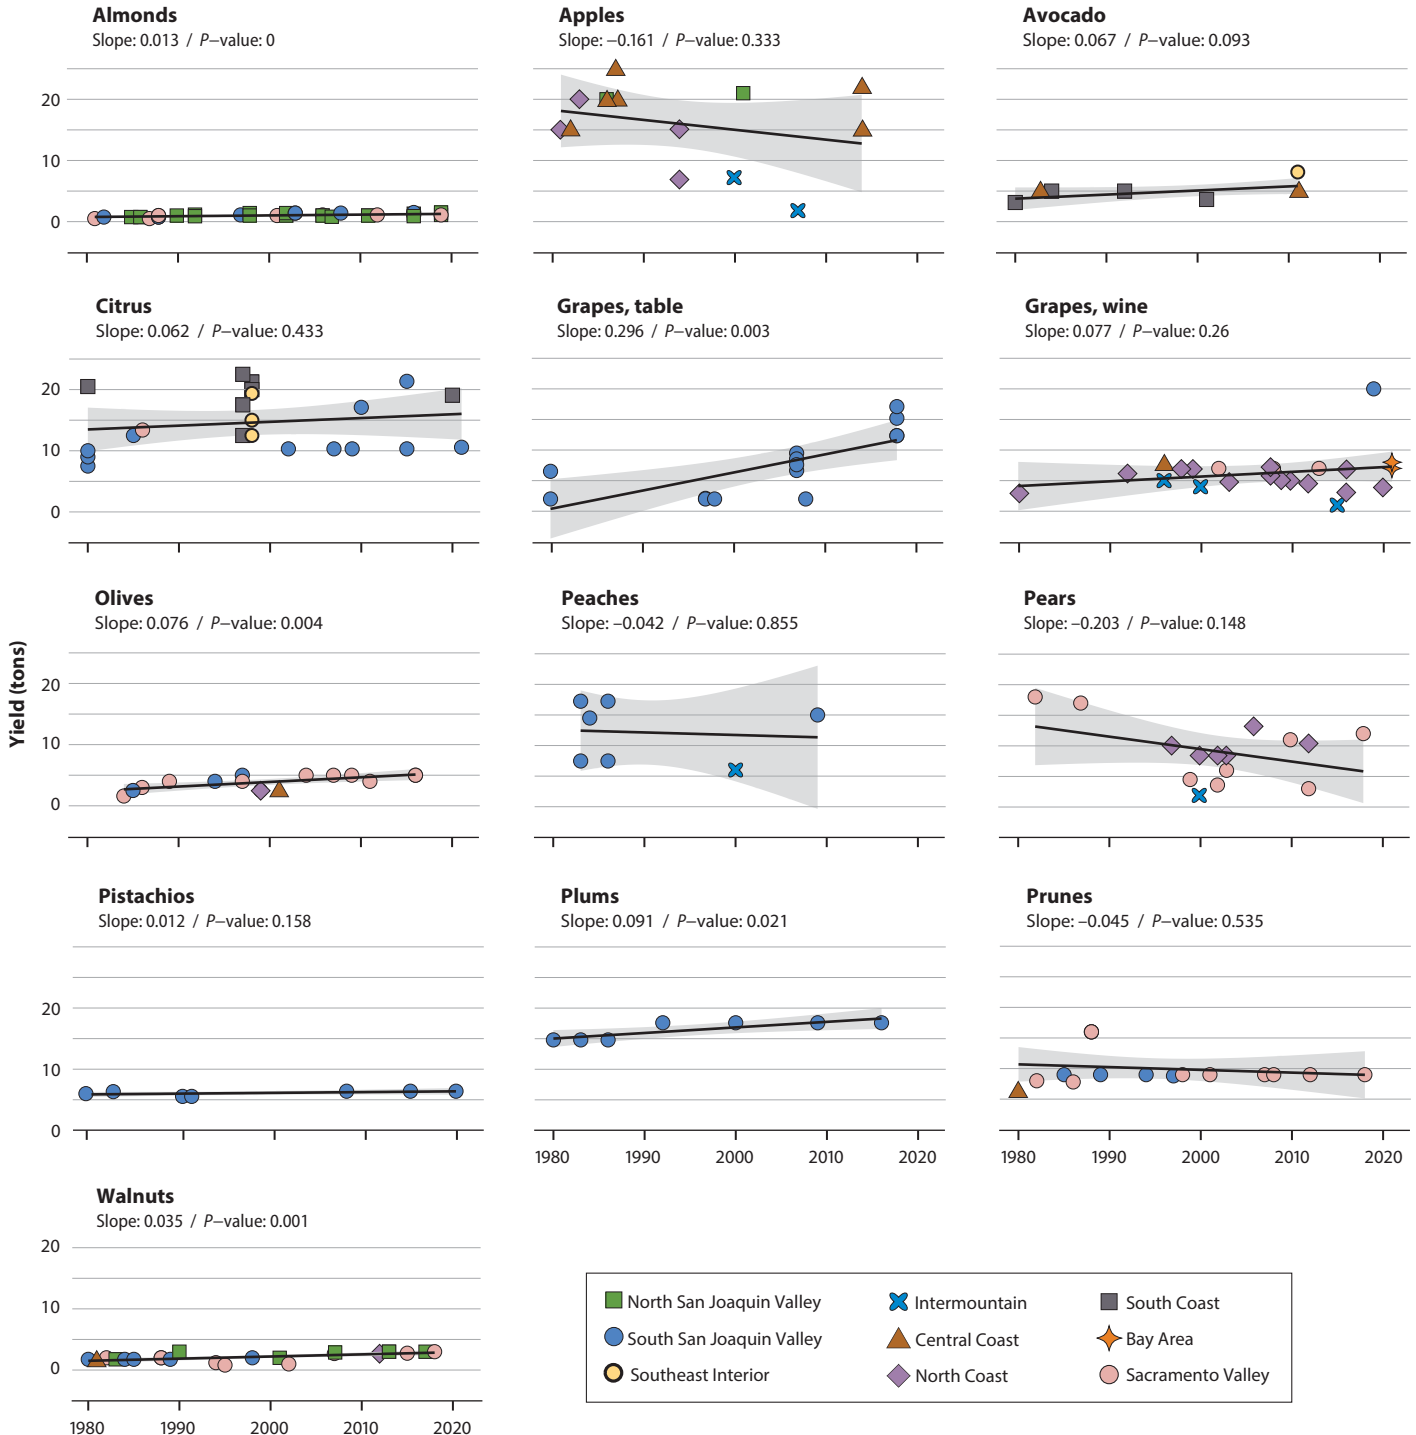 Almonds
Slope: 0.013 / P–value: 0
Apples
Slope: –0.161 / P–value: 0.333
Avocado
Slope: 0.067 / P–value: 0.093
20
10
0
Citrus
Slope: 0.062 / P–value: 0.433
Grapes, table
Slope: 0.296 / P–value: 0.003
Grapes, wine
Slope: 0.077 / P–value: 0.26
20
10
0
Olives
Slope: 0.076 / P–value: 0.004
Peaches
Slope: –0.042 / P–value: 0.855
Pears
Slope: –0.203 / P–value: 0.148
Yield (tons)
20
10
0
Pistachios
Slope: 0.012 / P–value: 0.158
Plums
Slope: 0.091 / P–value: 0.021
Prunes
Slope: –0.045 / P–value: 0.535
20
10
0
1980 1990 2000 2010 2020
1980 1990 2000 2010 2020
Walnuts
Slope: 0.035 / P–value: 0.001
20
10
0
1980 1990 2000 2010 2020
North San Joaquin Valley
Intermountain
South Coast
South San Joaquin Valley
Central Coast
Bay Area
Southeast Interior
North Coast
Sacramento Valley